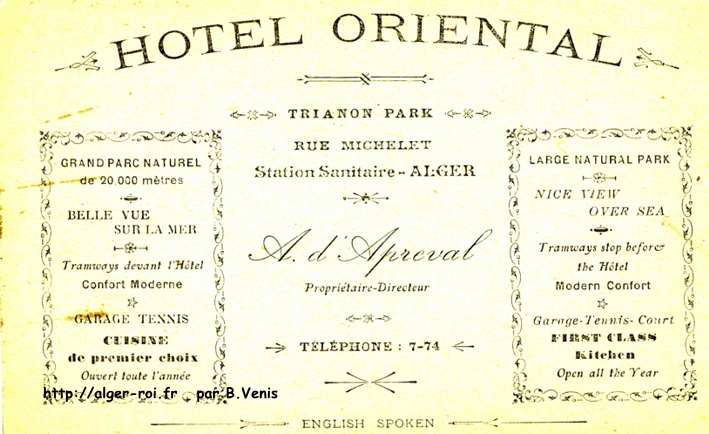 HOTEL ORIENTAL
TRIANON PARK
RUE MICHELET
Station Sanitaire - ALGER
A. d'Apreval
Propriétaire-Directeur
TÉLÉPHONE : 7-74
GRAND PARC NATUREL
de 20 000 mètres
BELLE VUE
SUR LA MER
Tramways devant l'Hôtel
Confort Moderne
GARAGE TENNIS
CUISINE
de premier choix
Ouvert toute l'année
LARGE NATURAL PARK
NICE VIEW
OVER SEA
Tramways stop before
the Hôtel
Modern Confort
Garage-Tennis-Court
FIRST CLASS
Kitchen
Open all the Year
http://alger-roi.fr par B.Venis
ENGLISH SPOKEN